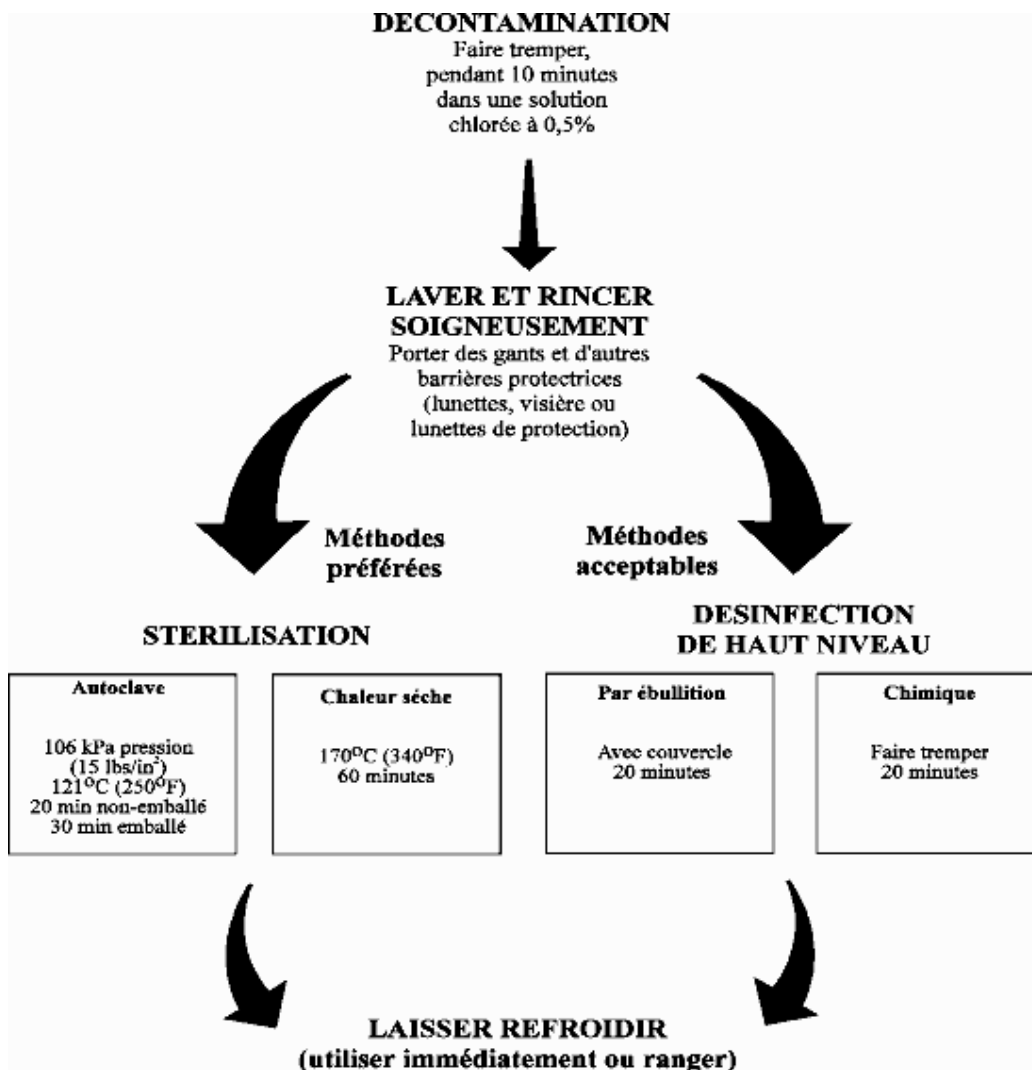 DECONTAMINATION
Faire tremper,
pendant 10 minutes
dans une solution
chlorée à 0,5%
LAVER ET RINCER
SOIGNEUSEMENT
Porter des gants et d'autres
barrières protectrices
(lunettes, visière ou
lunettes de protection)
Méthodes
préférées
Méthodes
acceptables
STERILISATION
DESINFECTION
DE HAUT NIVEAU
Autoclave
106 kPa pression
(15 lbs/in²)
121°C (250°F)
20 min non-emballé
30 min emballé
Chaleur séche
170°C (340°F)
60 minutes
Par ébullition
Avec couvercle
20 minutes
Chimique
Faire tremper
20 minutes
LAISSER REFROIDIR
(utiliser immédiatement ou ranger)